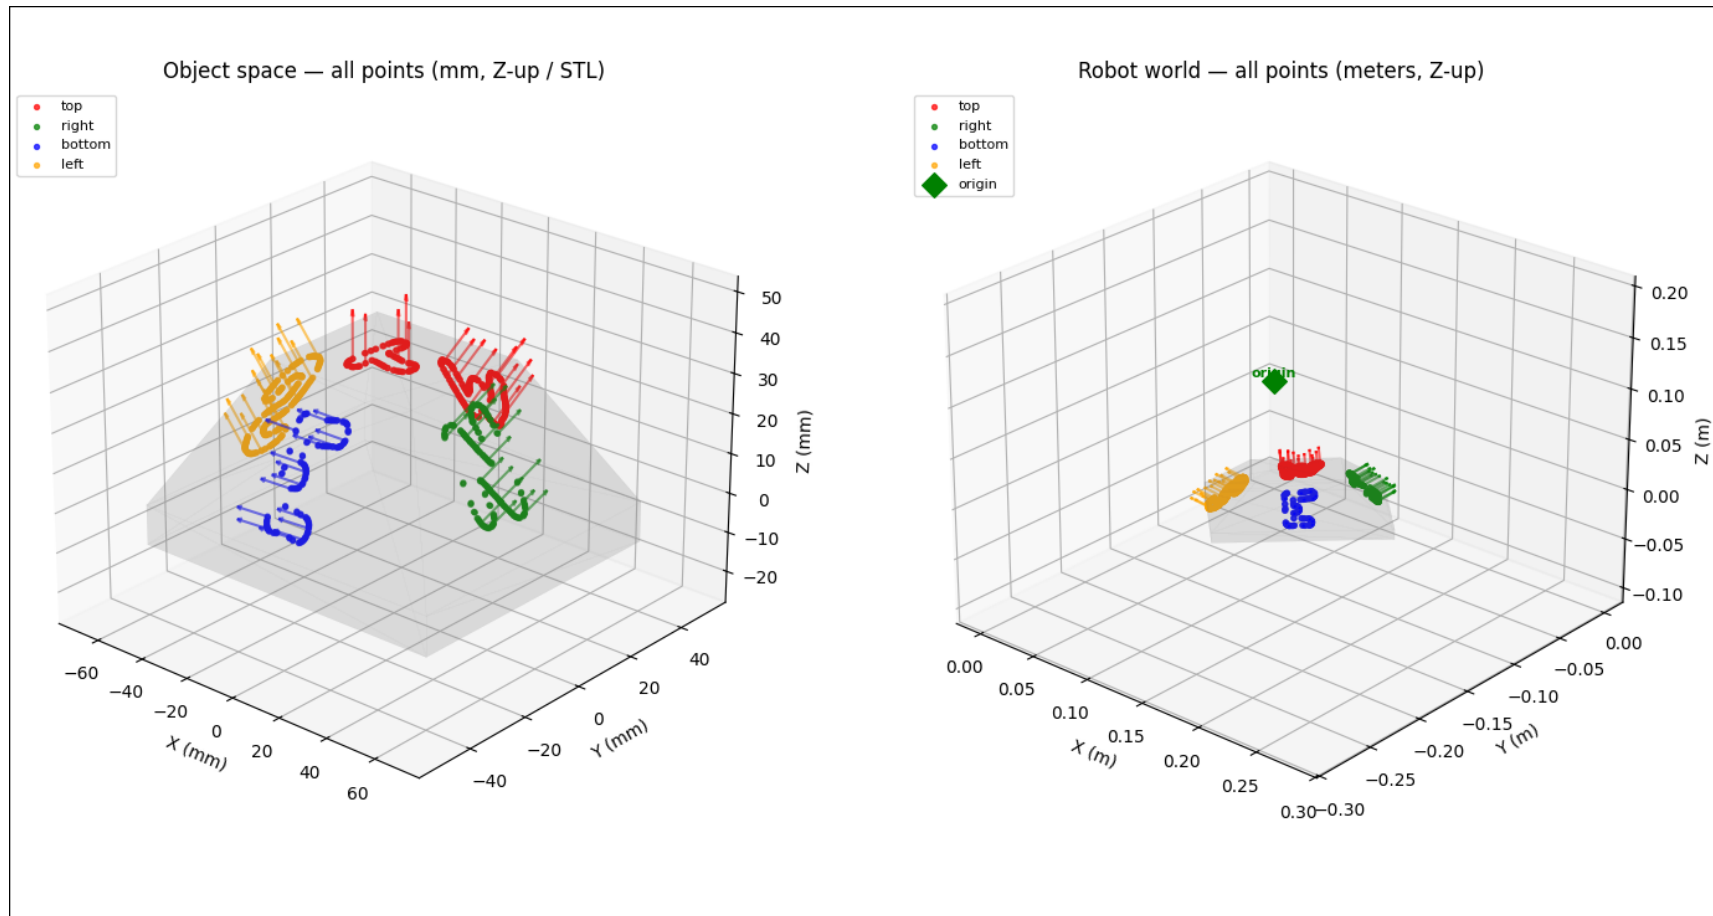 Object space — all points (mm, Z-up / STL)
top
right
bottom
left
50
40
30
20
10
0
−10
−20
Z (mm)
−60
−40
−20
0
20
40
60
X (mm)
−40
−20
0
20
40
Y (mm)
Robot world — all points (meters, Z-up)
top
right
bottom
left
origin
origin
0.20
0.15
0.10
0.05
0.00
−0.05
−0.10
Z (m)
0.00
0.05
0.10
0.15
0.20
0.25
0.30
X (m)
−0.30
−0.25
−0.20
−0.15
−0.10
−0.05
0.00
Y (m)